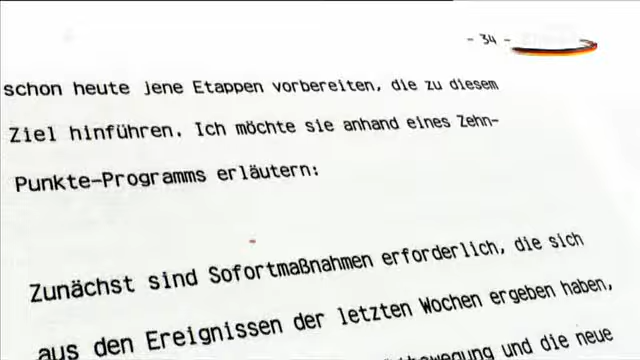 - 34 -
schon heute jene Etappen vorbereiten, die zu diesem
Ziel hinführen. Ich möchte sie anhand eines Zehn-
Punkte-Programms erläutern:
Zunächst sind Sofortmaßnahmen erforderlich, die sich
aus den Ereignissen der letzten Wochen ergeben haben,
und die neue